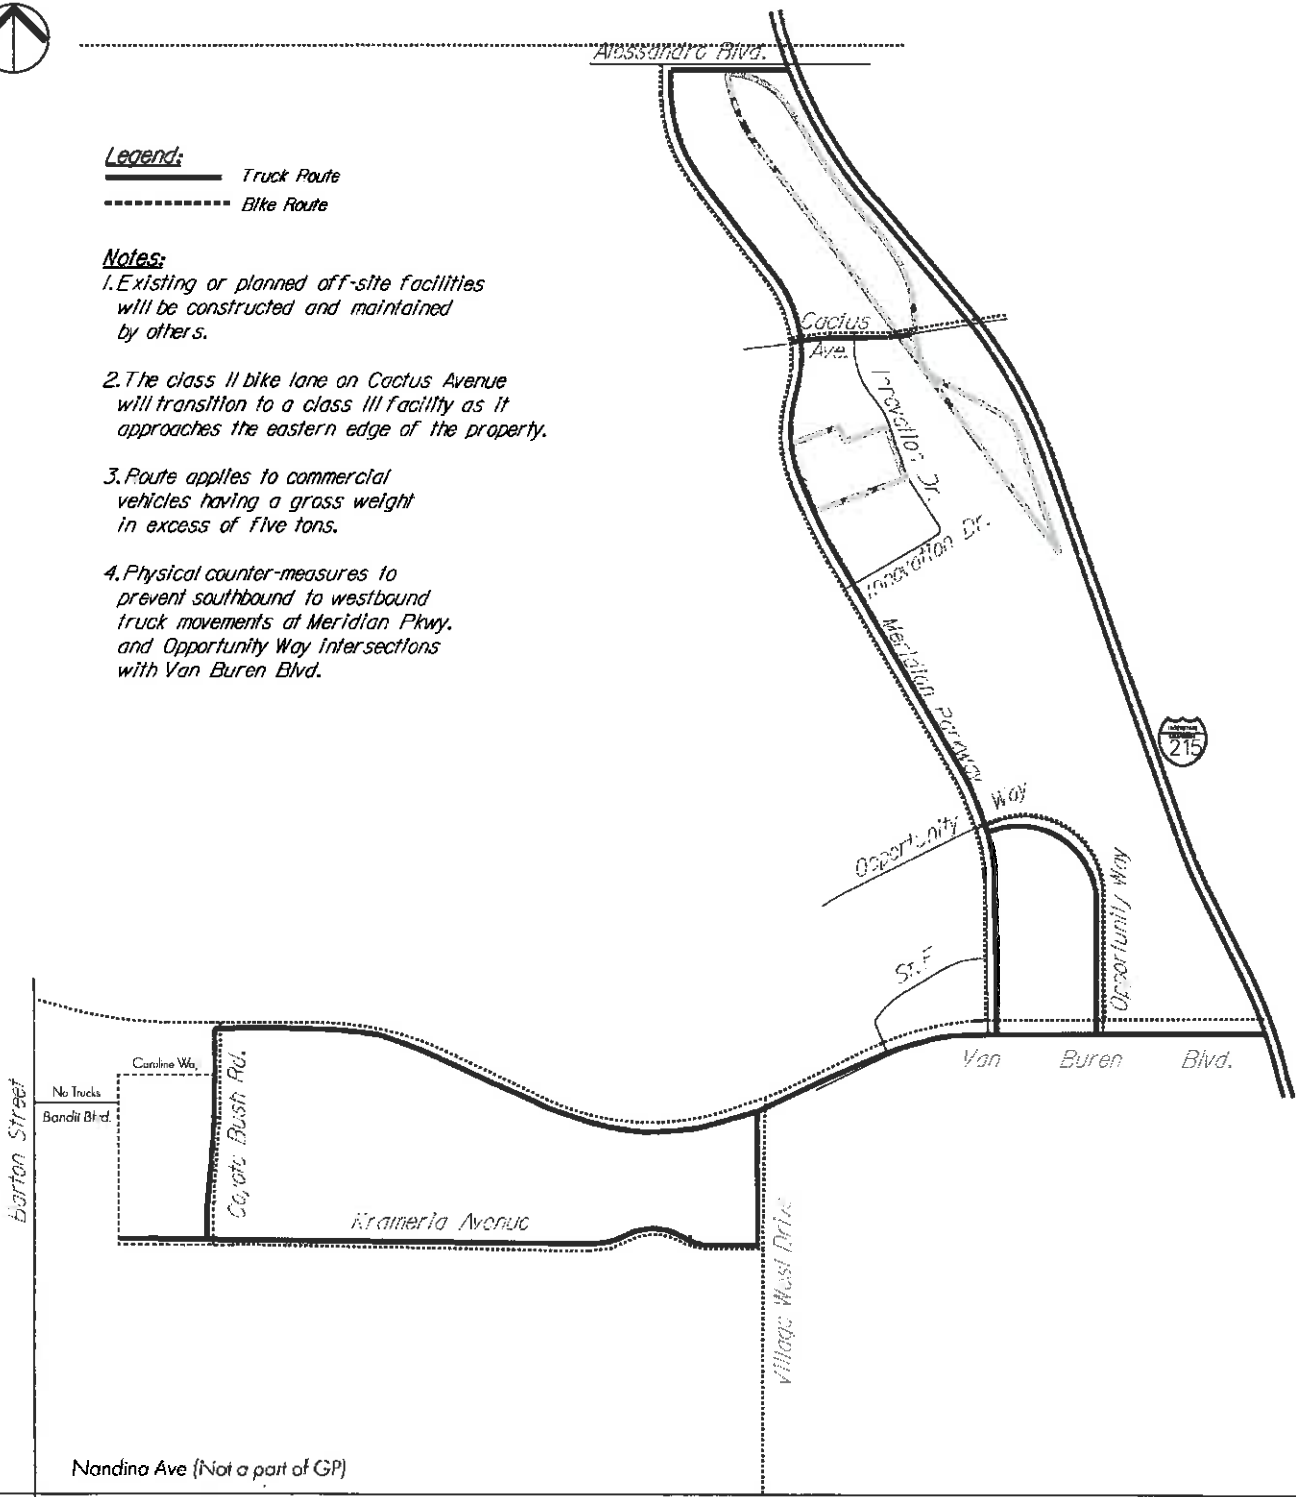 Alessandro Blvd.
Legend:
Truck Route
Bike Route
Notes:
1. Existing or planned off-site facilities
will be constructed and maintained
by others.
2. The class II bike lane on Cactus Avenue
will transition to a class III facility as it
approaches the eastern edge of the property.
3. Route applies to commercial
vehicles having a gross weight
in excess of five tons.
4. Physical counter-measures to
prevent southbound to westbound
truck movements at Meridian Pkwy.
and Opportunity Way intersections
with Van Buren Blvd.
Cactus
Ave.
Innovation Dr.
Innovation Dr.
Meridian Parkway
215
Opportunity Way
Opportunity Way
St. F
Van Buren Blvd.
Caroline Wa
No Trucks
Bandit Blvd.
Barton Street
Coyote Bush Rd.
Krameria Avenue
Village West Drive
Nandina Ave (Not a part of GP)